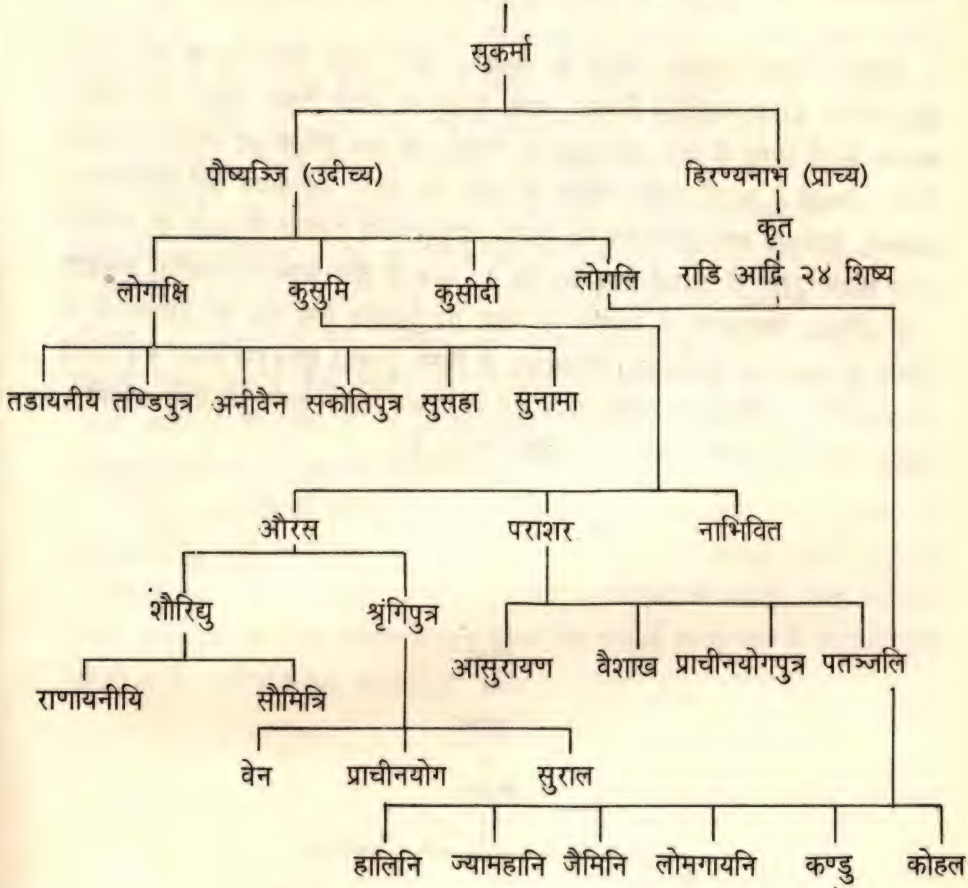 सुकर्मा
पौष्यञ्जि (उदीच्य) हिरण्यनाभ (प्राच्य)
कृत
लोगाक्षि कुसुमि कुसीदी लोगलि राडि आद्रि २४ शिष्य
तडायनीय तण्डिपुत्र अनीवैन सकोतिपुत्र सुसहा सुनामा
औरस पराशर नाभिवित
शौरिद्यु श्रृंगिपुत्र
आसुरायण वैशाख प्राचीनयोगपुत्र पतञ्जलि
राणायनीयि सौमित्रि
वेन प्राचीनयोग सुराल
हालिनि ज्यामहानि जैमिनि लोमगायनि कण्डु कोहल